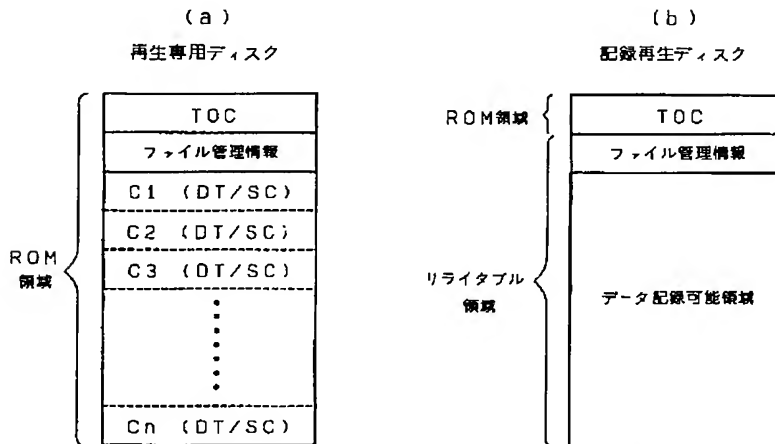 (a)
再生専用ディスク
TOC
ファイル管理情報
C1 (DT/SC)
C2 (DT/SC)
C3 (DT/SC)
Cn (DT/SC)
ROM
領域
(b)
記録再生ディスク
ROM領域
TOC
ファイル管理情報
リライタブル
領域
データ記録可能領域